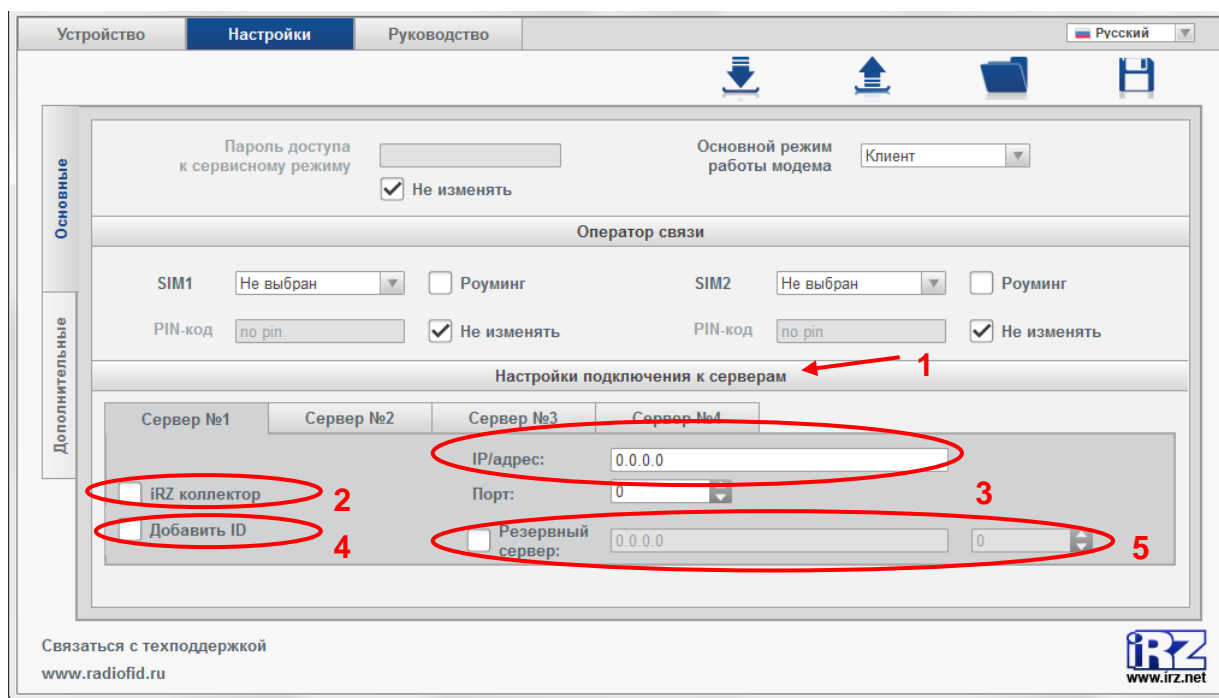 Устройство Настройки Руководство Русский
Пароль доступа
к сервисному режиму
Не изменять
Основной режим
работы модема
Клиент
Основные
Дополнительные
Оператор связи
SIM1 Не выбран Роуминг SIM2 Не выбран Роуминг
PIN-код no pin Не изменять PIN-код no pin Не изменять
Настройки подключения к серверам 1
Сервер №1 Сервер №2 Сервер №3 Сервер №4
IP/адрес: 0.0.0.0
iRZ коллектор 2 Порт: 0 3
Добавить ID 4
Резервный
сервер:
0.0.0.0 0 5
Связаться с техподдержкой
www.radiofid.ru
iRZ
www.irz.net